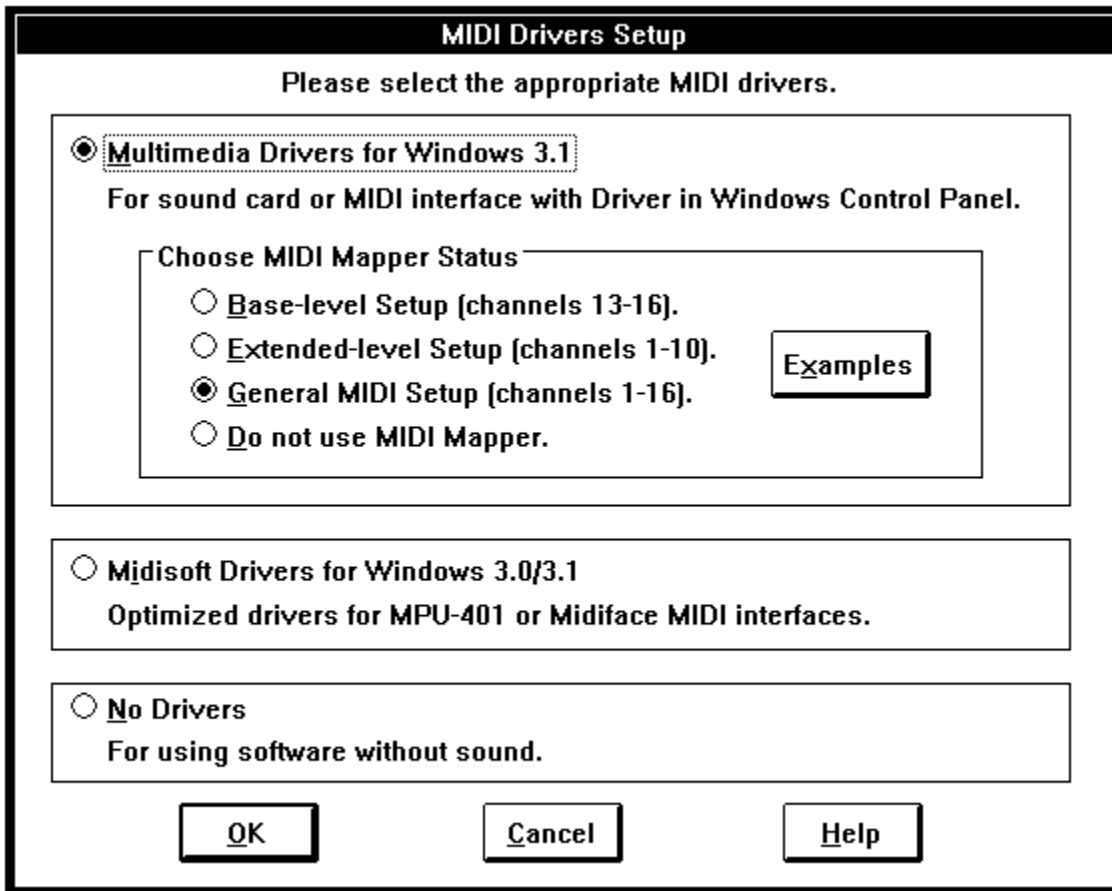 MIDI Drivers Setup
Please select the appropriate MIDI drivers.
Multimedia Drivers for Windows 3.1
For sound card or MIDI interface with Driver in Windows Control Panel.
Choose MIDI Mapper Status
Base-level Setup (channels 13-16).
Extended-level Setup (channels 1-10).
Examples
General MIDI Setup (channels 1-16).
Do not use MIDI Mapper.
Midisoft Drivers for Windows 3.0/3.1
Optimized drivers for MPU-401 or Midiface MIDI interfaces.
No Drivers
For using software without sound.
OK Cancel Help